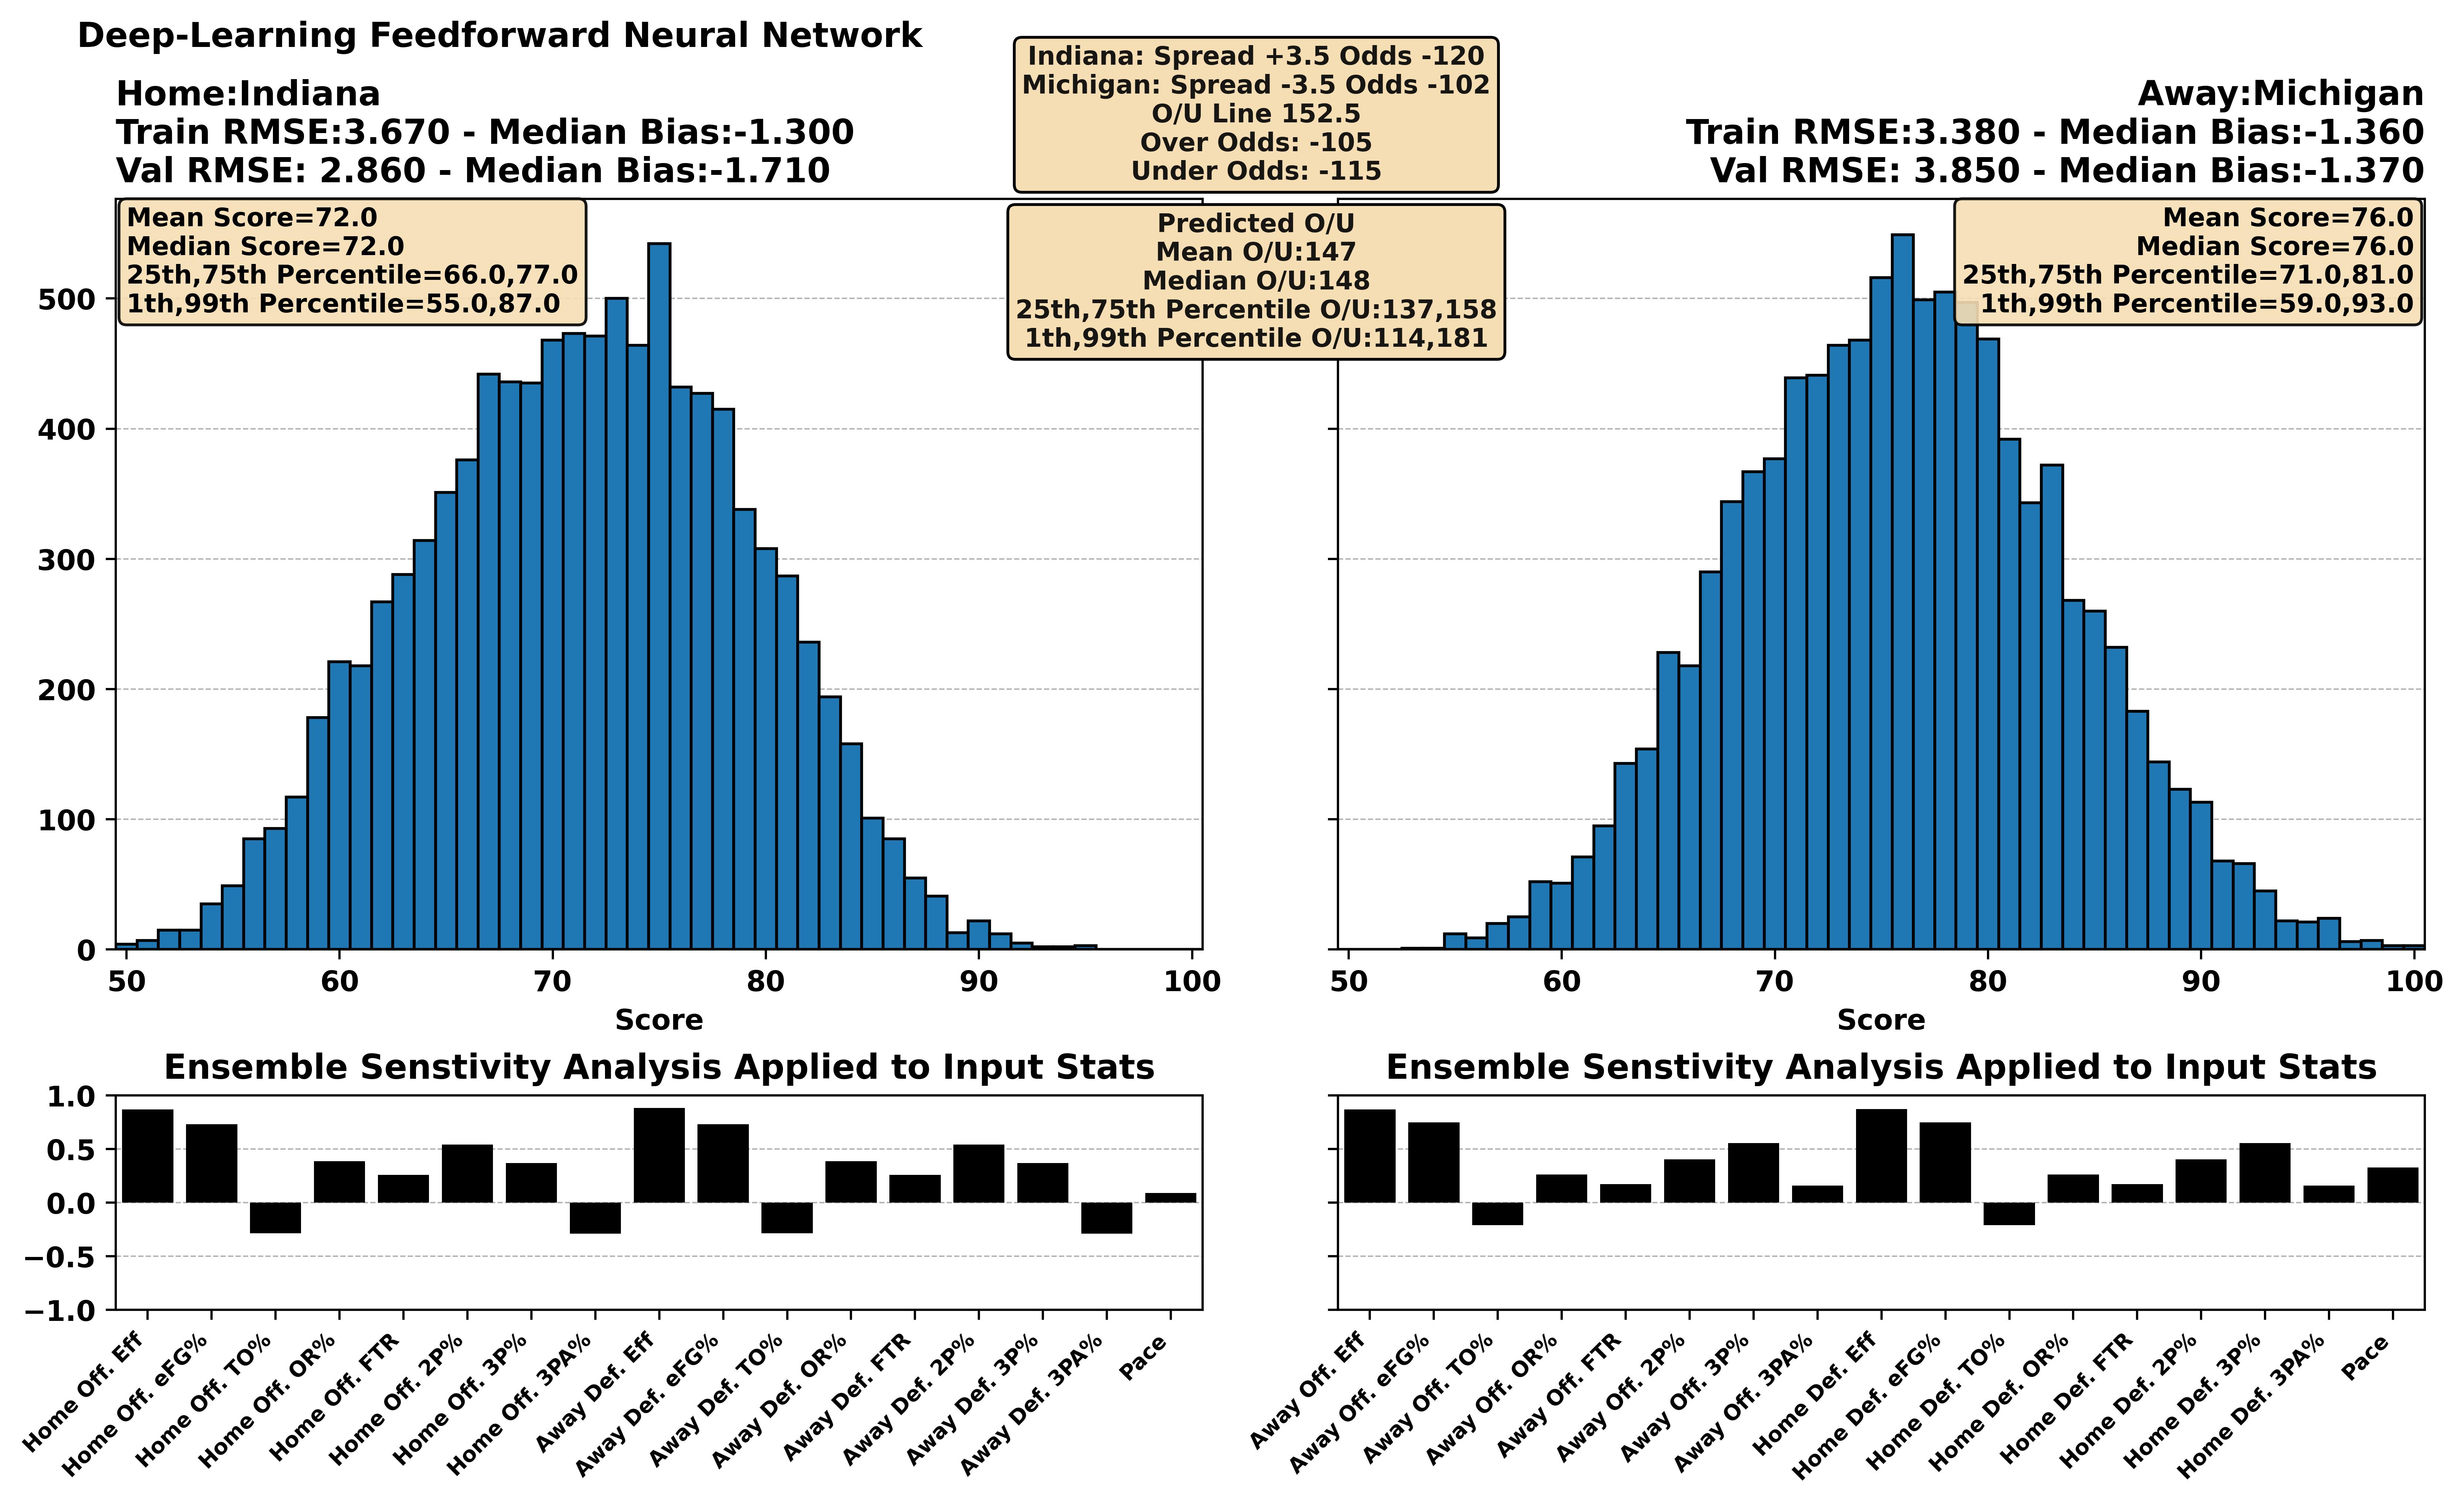 Deep-Learning Feedforward Neural Network
Home:Indiana
Train RMSE:3.670 - Median Bias:-1.300
Val RMSE: 2.860 - Median Bias:-1.710
Indiana: Spread +3.5 Odds -120
Michigan: Spread -3.5 Odds -102
O/U Line 152.5
Over Odds: -105
Under Odds: -115
Away:Michigan
Train RMSE:3.380 - Median Bias:-1.360
Val RMSE: 3.850 - Median Bias:-1.370
Mean Score=72.0
Median Score=72.0
25th,75th Percentile=66.0,77.0
1th,99th Percentile=55.0,87.0
Predicted O/U
Mean O/U:147
Median O/U:148
25th,75th Percentile O/U:137,158
1th,99th Percentile O/U:114,181
Mean Score=76.0
Median Score=76.0
25th,75th Percentile=71.0,81.0
1th,99th Percentile=59.0,93.0
500
400
300
200
100
0
50 60 70 80 90 100
Score
50 60 70 80 90 100
Score
Ensemble Senstivity Analysis Applied to Input Stats
1.0
0.5
0.0
−0.5
−1.0
Home Off. Eff
Home Off. eFG%
Home Off. TO%
Home Off. OR%
Home Off. FTR
Home Off. 2P%
Home Off. 3P%
Home Off. 3PA%
Away Def. Eff
Away Def. eFG%
Away Def. TO%
Away Def. OR%
Away Def. FTR
Away Def. 2P%
Away Def. 3P%
Away Def. 3PA%
Pace
Ensemble Senstivity Analysis Applied to Input Stats
Away Off. Eff
Away Off. eFG%
Away Off. TO%
Away Off. OR%
Away Off. FTR
Away Off. 2P%
Away Off. 3P%
Away Off. 3PA%
Home Def. Eff
Home Def. eFG%
Home Def. TO%
Home Def. OR%
Home Def. FTR
Home Def. 2P%
Home Def. 3P%
Home Def. 3PA%
Pace